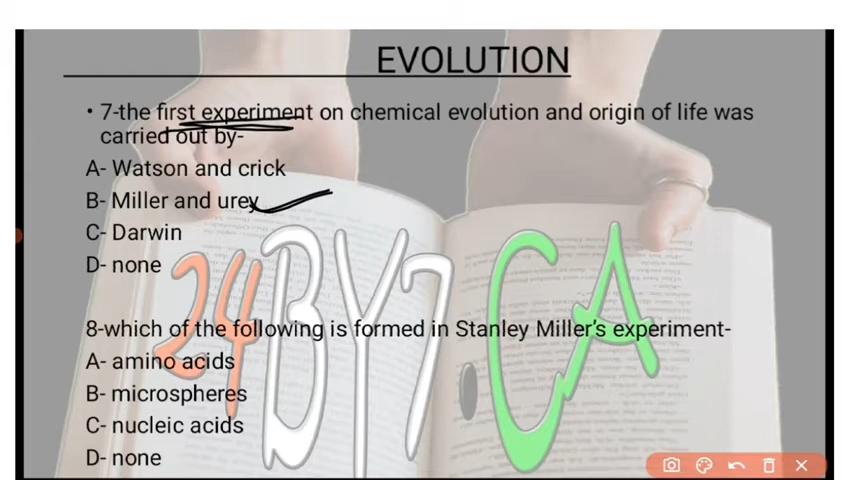 EVOLUTION
• 7-the first experiment on chemical evolution and origin of life was
carried out by-
A- Watson and crick
B- Miller and urey
C- Darwin
D- none
24BY7.CA
8-which of the following is formed in Stanley Miller's experiment-
A- amino acids
B- microspheres
C- nucleic acids
D- none